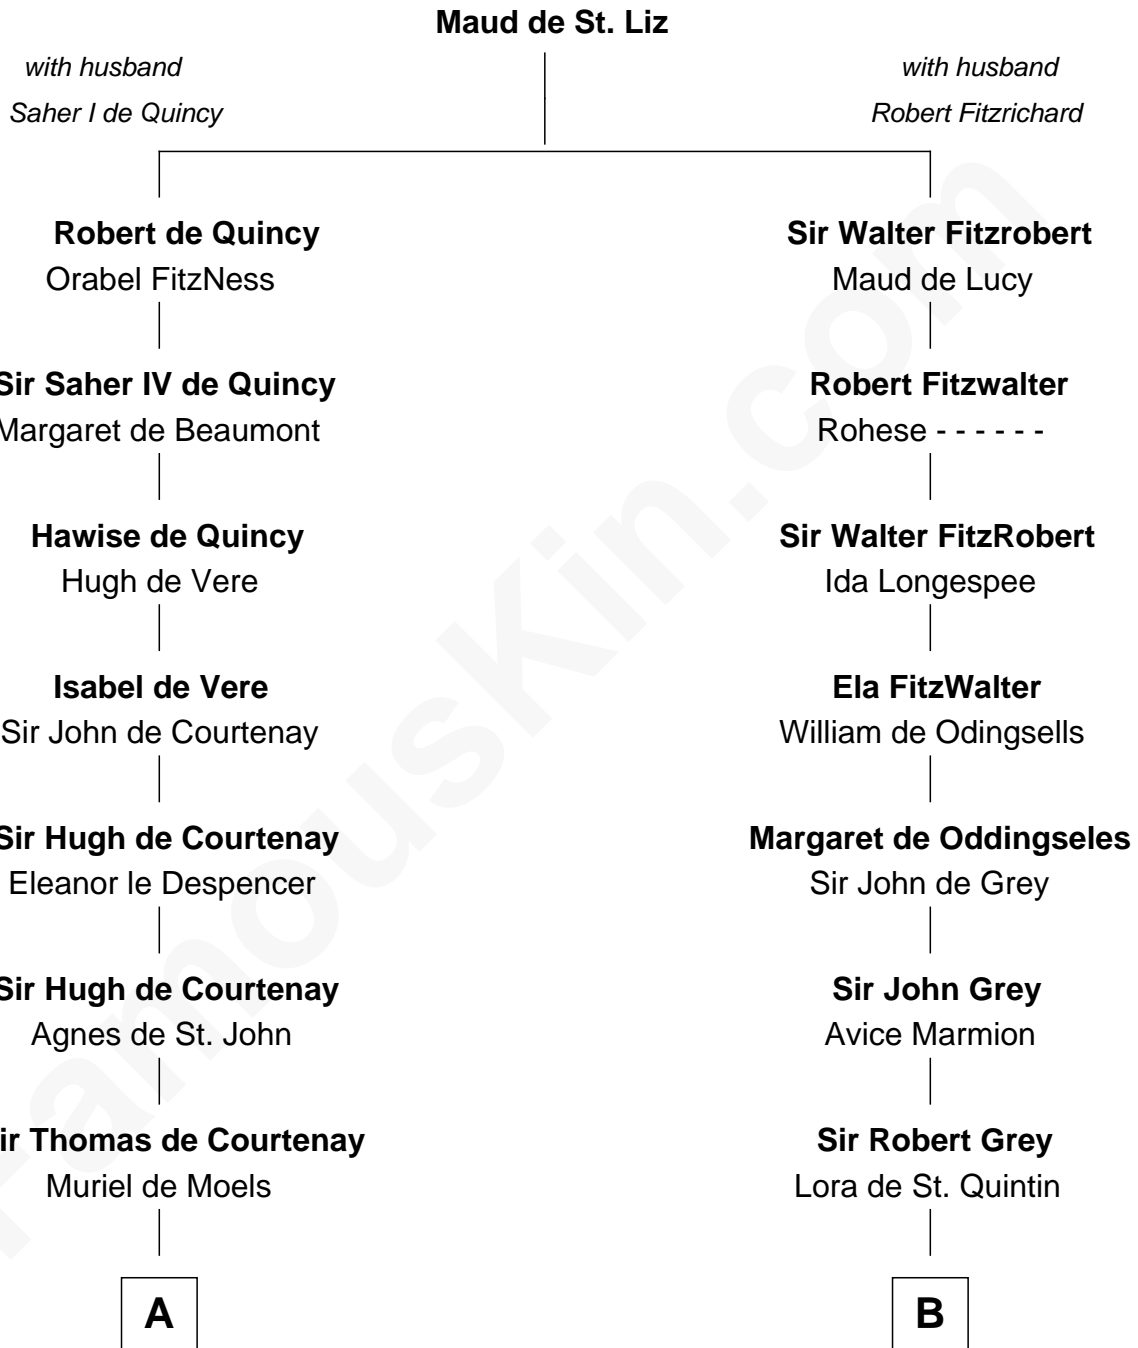 Maud de St. Liz
with husband
Saher I de Quincy
with husband
Robert Fitzrichard
Robert de Quincy
Orabel FitzNess
Sir Walter Fitzrobert
Maud de Lucy
Sir Saher IV de Quincy
Margaret de Beaumont
Robert Fitzwalter
Rohese - - - - - -
Hawise de Quincy
Hugh de Vere
Sir Walter FitzRobert
Ida Longespee
Isabel de Vere
Sir John de Courtenay
Ela FitzWalter
William de Odingsells
Sir Hugh de Courtenay
Eleanor le Despencer
Margaret de Oddingseles
Sir John de Grey
Sir Hugh de Courtenay
Agnes de St. John
Sir John Grey
Avice Marmion
ir Thomas de Courtenay
Muriel de Moels
Sir Robert Grey
Lora de St. Quintin
A
B
FamousKin.com